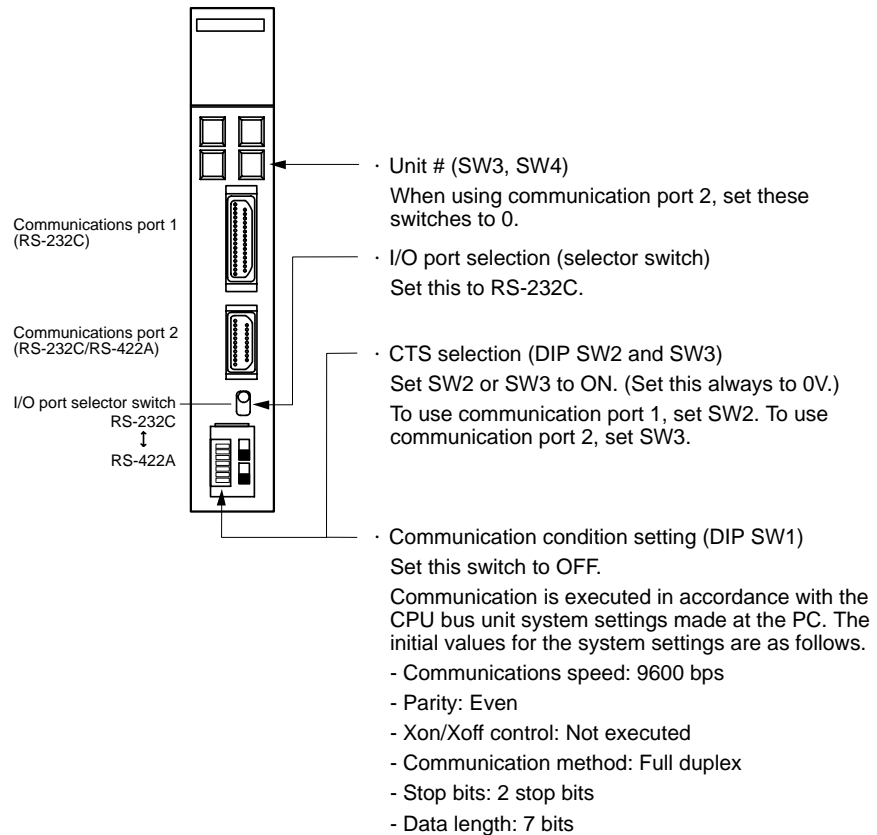 Communications port 1
(RS-232C)
Communications port 2
(RS-232C/RS-422A)
I/O port selector switch
RS-232C
↕
RS-422A
· Unit # (SW3, SW4)
When using communication port 2, set these
switches to 0.
· I/O port selection (selector switch)
Set this to RS-232C.
· CTS selection (DIP SW2 and SW3)
Set SW2 or SW3 to ON. (Set this always to 0V.)
To use communication port 1, set SW2. To use
communication port 2, set SW3.
· Communication condition setting (DIP SW1)
Set this switch to OFF.
Communication is executed in accordance with the
CPU bus unit system settings made at the PC. The
initial values for the system settings are as follows.
- Communications speed: 9600 bps
- Parity: Even
- Xon/Xoff control: Not executed
- Communication method: Full duplex
- Stop bits: 2 stop bits
- Data length: 7 bits